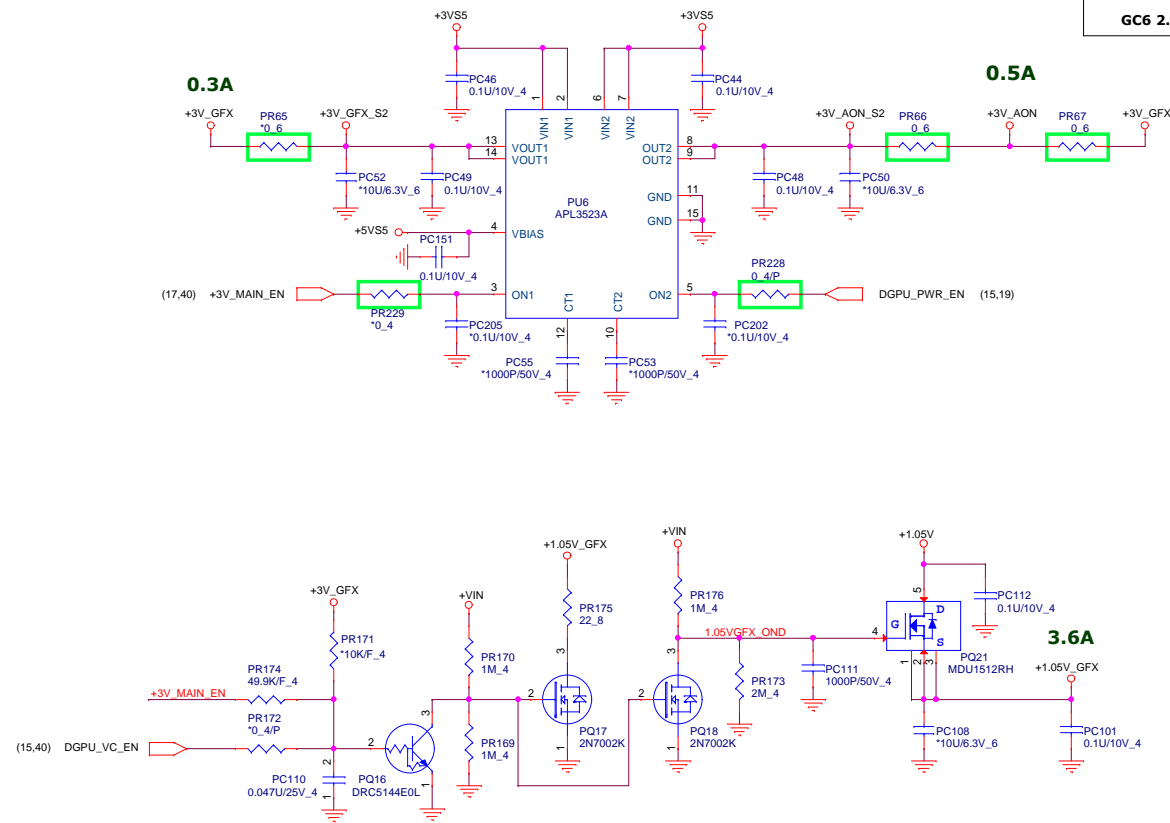 GC6 2.
+3VS5
+3VS5
0.3A
0.5A
PC46
0.1U/10V_4
PC44
0.1U/10V_4
1
2
6
7
VIN1
VIN1
VIN2
VIN2
+3V_GFX
PR65
*0_6
+3V_GFX_S2
13
14
VOUT1
VOUT1
OUT2
OUT2
8
9
+3V_AON_S2
PR66
0_6
+3V_AON
PR67
0_6
+3V_GFX
PC52
*10U/6.3V_6
PC49
0.1U/10V_4
PC48
0.1U/10V_4
PC50
*10U/6.3V_6
PU6
APL3523A
GND
11
GND
15
+5VS5
4
VBIAS
PC151
0.1U/10V_4
(17,40)
+3V_MAIN_EN
PR229
*0_4
3
ON1
ON2
5
PR228
0_4/P
DGPU_PWR_EN
(15,19)
PC205
*0.1U/10V_4
CT1
CT2
12
10
PC202
*0.1U/10V_4
PC55
*1000P/50V_4
PC53
*1000P/50V_4
+1.05V_GFX
+VIN
+1.05V
+3V_GFX
+VIN
PR175
22_8
PR176
1M_4
5
PC112
0.1U/10V_4
PR171
*10K/F_4
PR170
1M_4
3
3
1.05VGFX_OND
4
G
D
S
3.6A
PR174
49.9K/F_4
PR173
2M_4
PC111
1000P/50V_4
1
2
3
PQ21
MDU1512RH
+1.05V_GFX
+3V_MAIN_EN
PR172
*0_4/P
3
2
2
(15,40)
DGPU_VC_EN
2
PR169
1M_4
1
PQ17
2N7002K
1
PQ18
2N7002K
PC108
*10U/6.3V_6
PC101
0.1U/10V_4
2
1
PC110
0.047U/25V_4
PQ16
DRC5144E0L
1